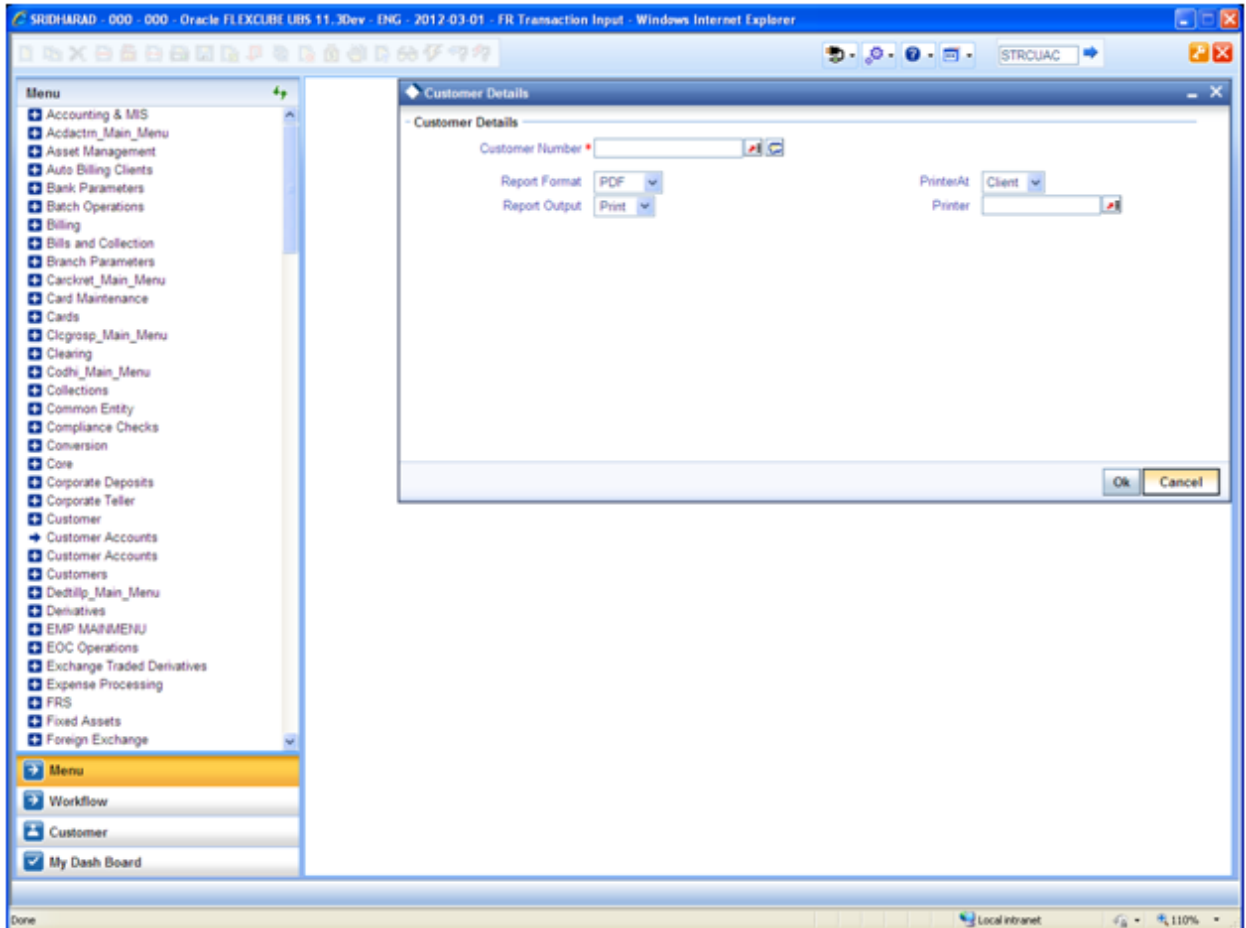 SRIDHARAD - 000 - 000 - Oracle FLEXCUBE UBS 11.3Dev - ENG - 2012-03-01 - FR Transaction Input - Windows Internet Explorer
STRCUAC
Menu
Accounting & MIS
Acdactrn_Main_Menu
Asset Management
Auto Billing Clients
Bank Parameters
Batch Operations
Billing
Bills and Collection
Branch Parameters
Carckret_Main_Menu
Card Maintenance
Cards
Clcgrosp_Main_Menu
Clearing
Codhi_Main_Menu
Collections
Common Entity
Compliance Checks
Conversion
Core
Corporate Deposits
Corporate Teller
Customer
Customer Accounts
Customer Accounts
Customers
Dedtillp_Main_Menu
Derivatives
EMP MAINMENU
EOC Operations
Exchange Traded Derivatives
Expense Processing
FRS
Fixed Assets
Foreign Exchange
Menu
Workflow
Customer
My Dash Board
Customer Details
Customer Details
Customer Number *
Report Format PDF PrinterAt Client
Report Output Print Printer
Ok Cancel
Done Local intranet 110%